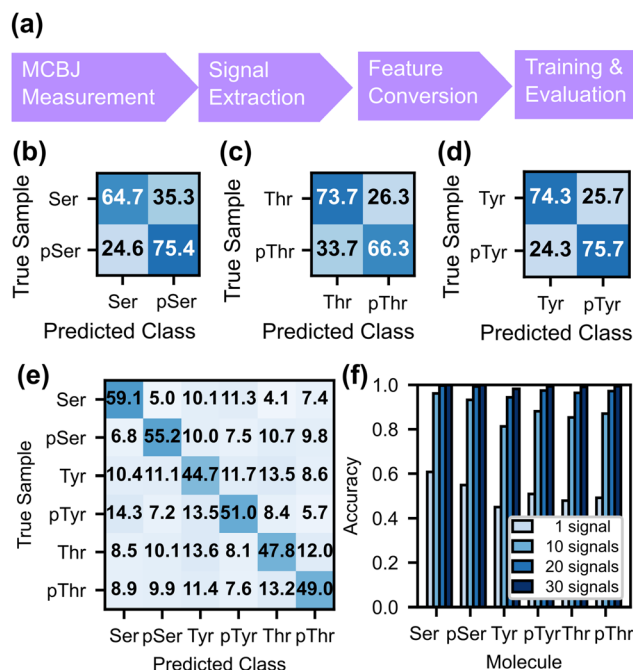 (a)
MCBJ Measurement
Signal Extraction
Feature Conversion
Training & Evaluation
(b)
True Sample
Ser 64.7 35.3
pSer 24.6 75.4
Ser pSer
Predicted Class
(c)
True Sample
Thr 73.7 26.3
pThr 33.7 66.3
Thr pThr
Predicted Class
(d)
True Sample
Tyr 74.3 25.7
pTyr 24.3 75.7
Tyr pTyr
Predicted Class
(e)
True Sample
Ser 59.1 5.0 10.1 11.3 4.1 7.4
pSer 6.8 55.2 10.0 7.5 10.7 9.8
Tyr 10.4 11.1 44.7 11.7 13.5 8.6
pTyr 14.3 7.2 13.5 51.0 8.4 5.7
Thr 8.5 10.1 13.6 8.1 47.8 12.0
pThr 8.9 9.9 11.4 7.6 13.2 49.0
Ser pSer Tyr pTyr Thr pThr
Predicted Class
(f)
Accuracy
1.0
0.8
0.6
0.4
0.2
0.0
1 signal
10 signals
20 signals
30 signals
Ser pSer Tyr pTyr Thr pThr
Molecule